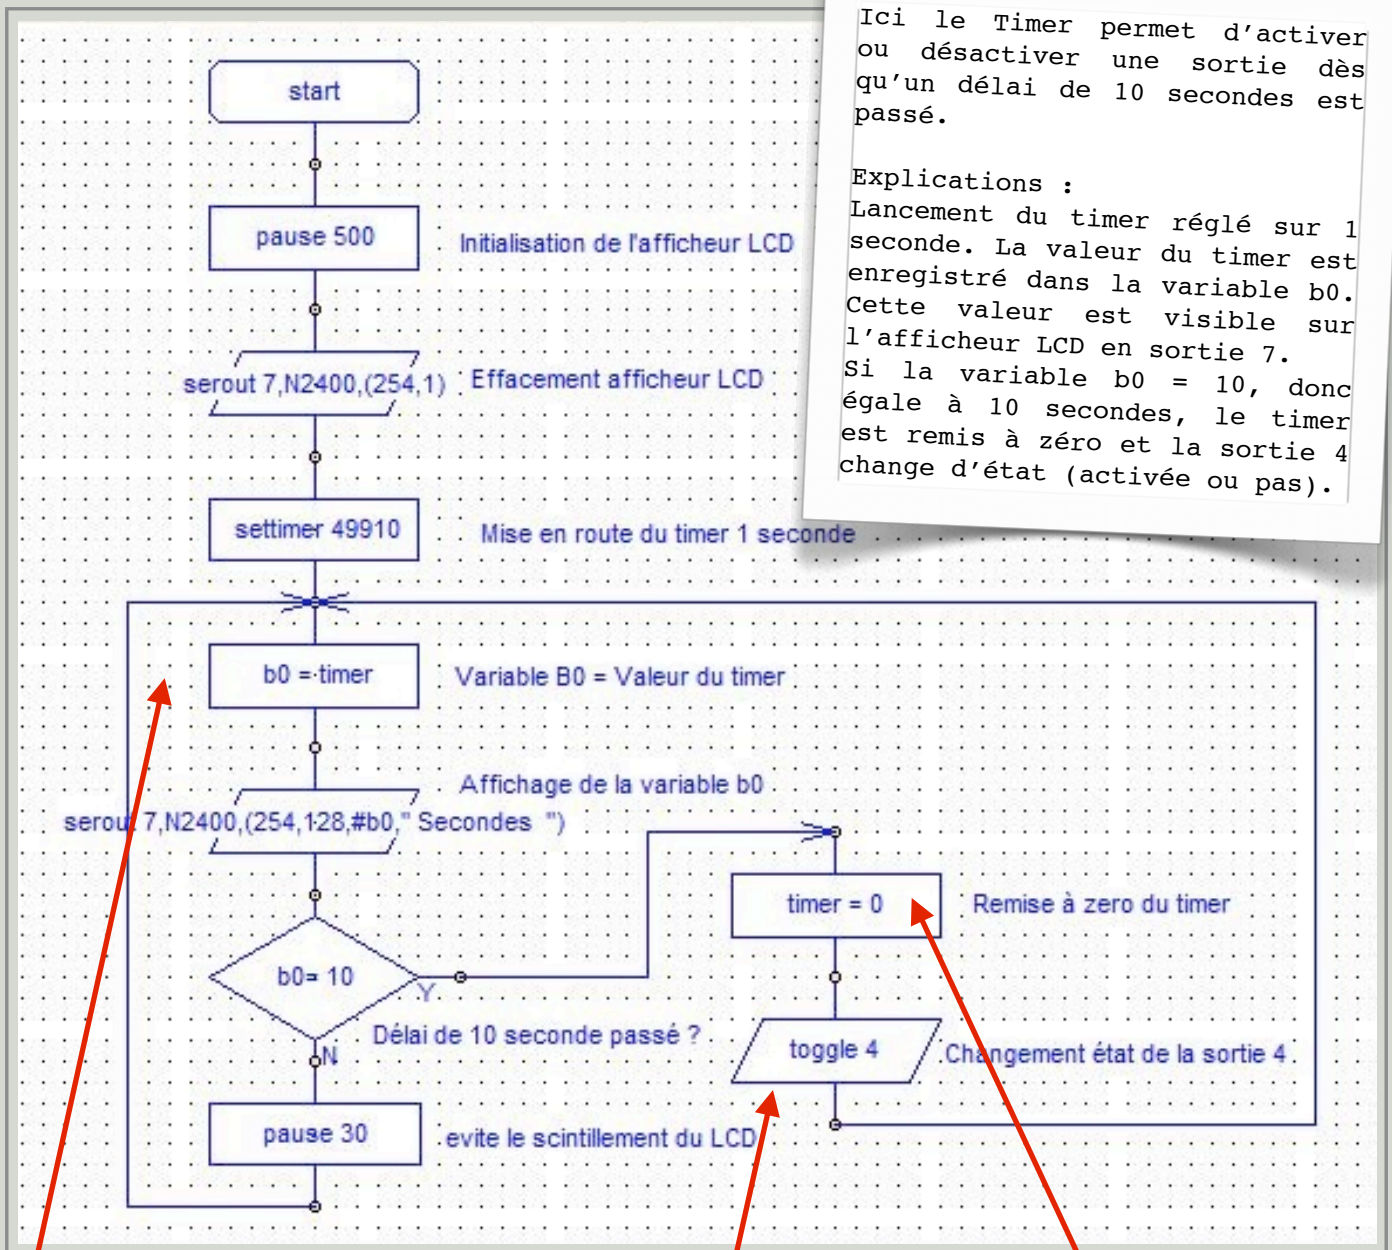 Ici le Timer permet d'activer
ou désactiver une sortie dès
qu'un délai de 10 secondes est
passé.
Explications :
Lancement du timer réglé sur 1
seconde. La valeur du timer est
enregistré dans la variable b0.
Cette valeur est visible sur
l'afficheur LCD en sortie 7.
Si la variable b0 = 10, donc
égale à 10 secondes, le timer
est remis à zéro et la sortie 4
change d'état (activée ou pas).
start
pause 500
Initialisation de l'afficheur LCD
serout 7,N2400,(254,1)
Effacement afficheur LCD
settimer 49910
Mise en route du timer 1 seconde
b0 = timer
Variable B0 = Valeur du timer
Affichage de la variable b0
serout 7,N2400,(254,128,#b0," Secondes ")
timer = 0
Remise à zero du timer
b0= 10
Y
Délai de 10 seconde passé ?
N
toggle 4
Changement état de la sortie 4
pause 30
evite le scintillement du LCD